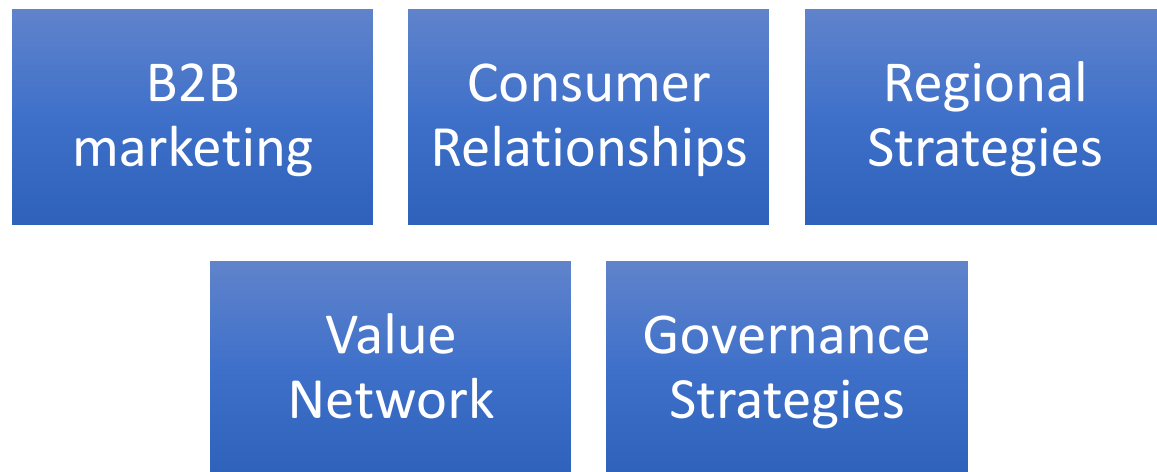 B2B
marketing
Consumer
Relationships
Regional
Strategies
Value
Network
Governance
Strategies